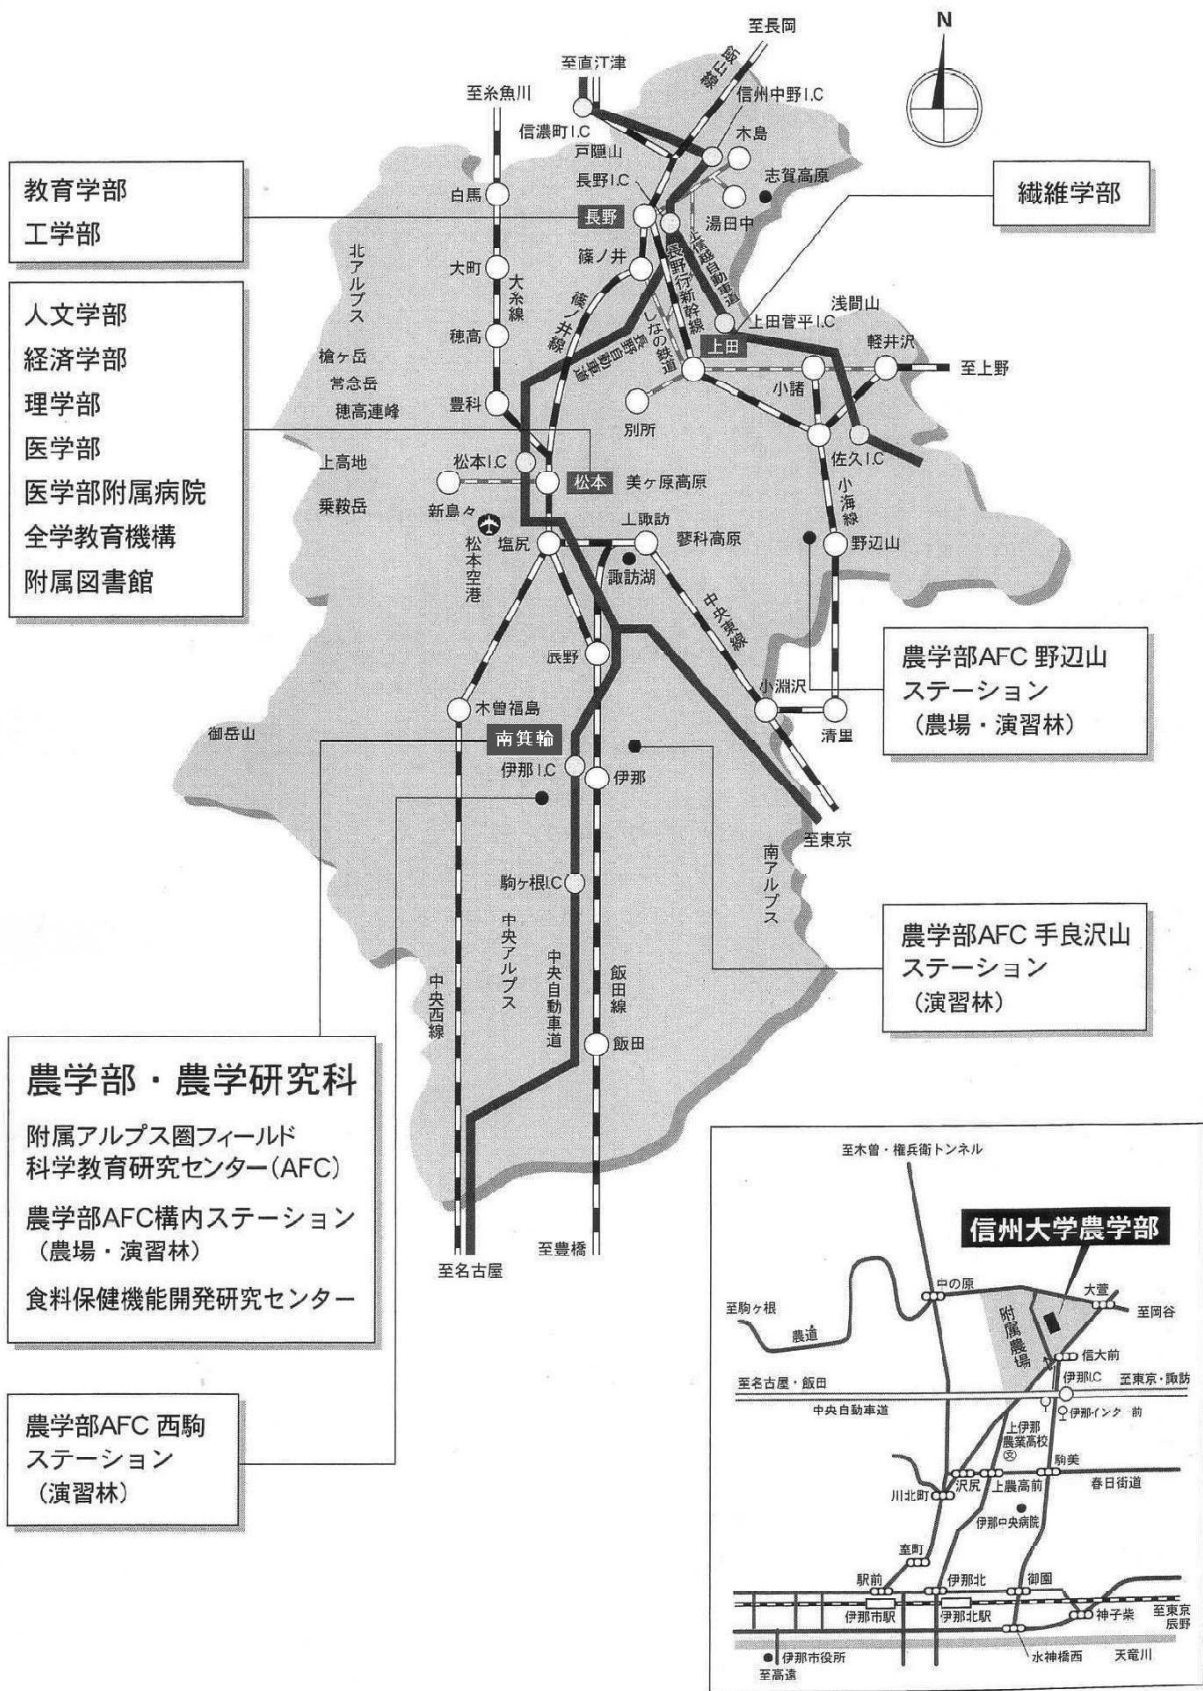 至長岡
N
至直江津
飯山線
至糸魚川
信州中野I.C
信濃町I.C
木島
戸隠山
長野I.C
志賀高原
教育学部
工学部
白馬
長野
湯田中
繊維学部
北アルプス
篠ノ井
大町
大糸線
上信越自動車道
長野行新幹線
しなの鉄道
篠ノ井線
長野自動車道
浅間山
上田菅平I.C
穂高
上田
軽井沢
至上野
人文学部
経済学部
理学部
医学部
医学部附属病院
全学教育機構
附属図書館
槍ヶ岳
常念岳
穂高連峰
豊科
小諸
別所
佐久I.C
上高地
松本I.C
松本
美ヶ原高原
乗鞍岳
新島々
小海線
上諏訪
蓼科高原
松本空港
塩尻
諏訪湖
野辺山
中央東線
辰野
農学部AFC 野辺山
ステーション
(農場・演習林)
小淵沢
清里
木曽福島
御岳山
南箕輪
伊那I.C
伊那
至東京
南アルプス
駒ヶ根I.C
中央アルプス
中央自動車道
飯田線
中央西線
農学部AFC 手良沢山
ステーション
(演習林)
飯田
農学部・農学研究科
附属アルプス圏フィールド
科学教育研究センター(AFC)
農学部AFC構内ステーション
(農場・演習林)
食料保健機能開発研究センター
至豊橋
至名古屋
農学部AFC 西駒
ステーション
(演習林)
至木曽・権兵衛トンネル
信州大学農学部
中の原
大萱
至駒ヶ根
至岡谷
農道
附属農場
信大前
伊那I.C
至名古屋・飯田
至東京・諏訪
中央自動車道
伊那インター前
上伊那
農業高校
文
駒美
沢尻
上農高前
春日街道
川北町
伊那中央病院
室町
駅前
伊那北
御園
伊那市駅
伊那北駅
神子柴
至東京
辰野
伊那市役所
水神橋西
天竜川
至高遠